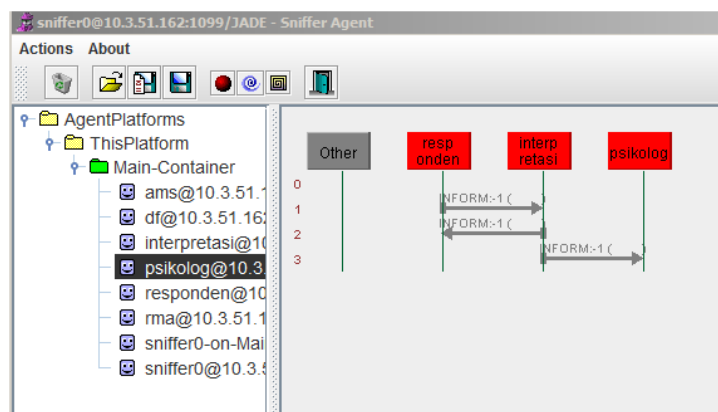 sniffer0@10.3.51.162:1099/JADE - Sniffer Agent
Actions About
AgentPlatforms
ThisPlatform
Main-Container
ams@10.3.51.1
df@10.3.51.162
interpretasi@10
psikolog@10.3.
responden@10
rma@10.3.51.1
sniffer0-on-Mai
sniffer0@10.3.5
Other
resp
onden
interp
retasi
psikolog
0
INFORM:-1 ( )
1
INFORM:-1 ( )
2
INFORM:-1 ( )
3